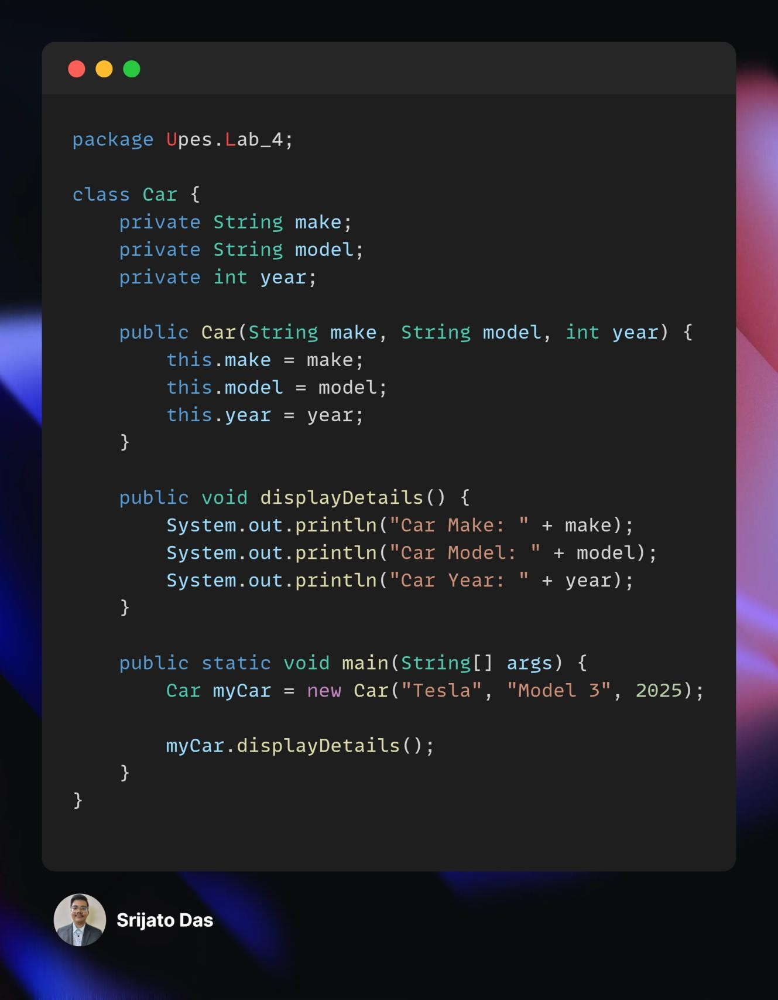 package Upes.Lab_4;
class Car {
    private String make;
    private String model;
    private int year;
    public Car(String make, String model, int year) {
        this.make = make;
        this.model = model;
        this.year = year;
    }
    public void displayDetails() {
        System.out.println("Car Make: " + make);
        System.out.println("Car Model: " + model);
        System.out.println("Car Year: " + year);
    }
    public static void main(String[] args) {
        Car myCar = new Car("Tesla", "Model 3", 2025);
        myCar.displayDetails();
    }
}
Srijato Das